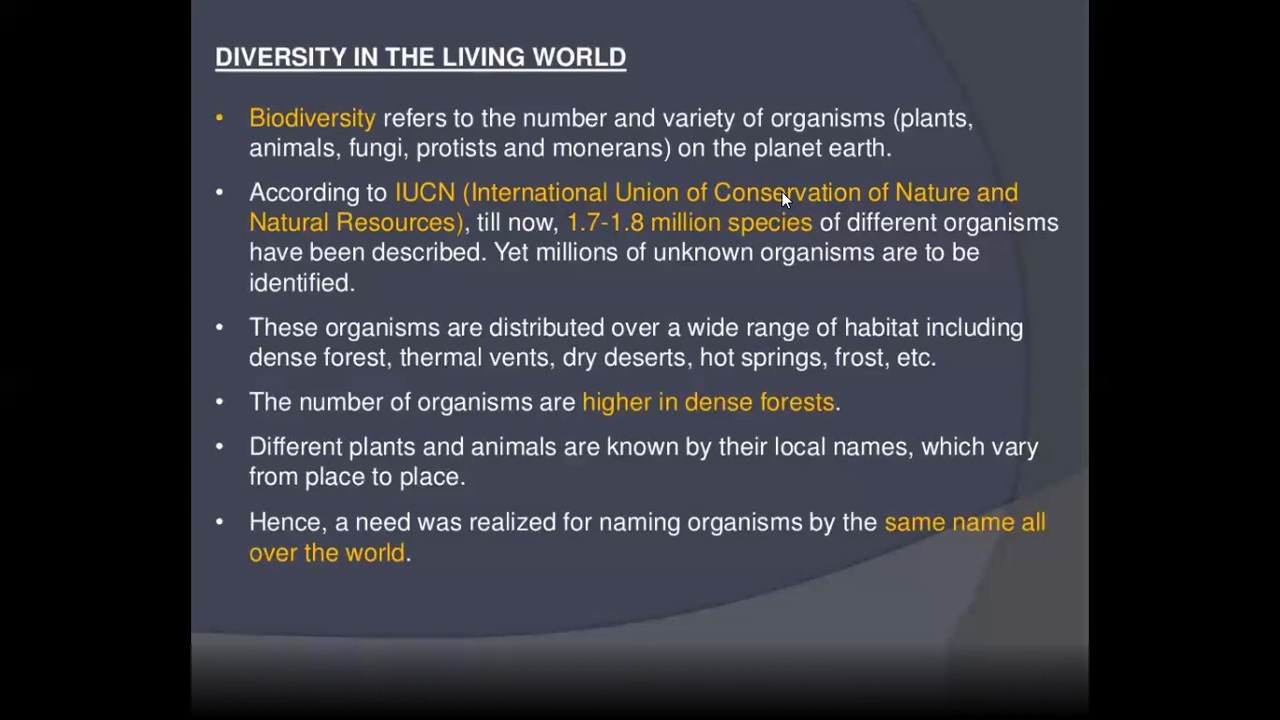 DIVERSITY IN THE LIVING WORLD
• Biodiversity refers to the number and variety of organisms (plants,
animals, fungi, protists and monerans) on the planet earth.
• According to IUCN (International Union of Conservation of Nature and
Natural Resources), till now, 1.7-1.8 million species of different organisms
have been described. Yet millions of unknown organisms are to be
identified.
• These organisms are distributed over a wide range of habitat including
dense forest, thermal vents, dry deserts, hot springs, frost, etc.
• The number of organisms are higher in dense forests.
• Different plants and animals are known by their local names, which vary
from place to place.
• Hence, a need was realized for naming organisms by the same name all
over the world.